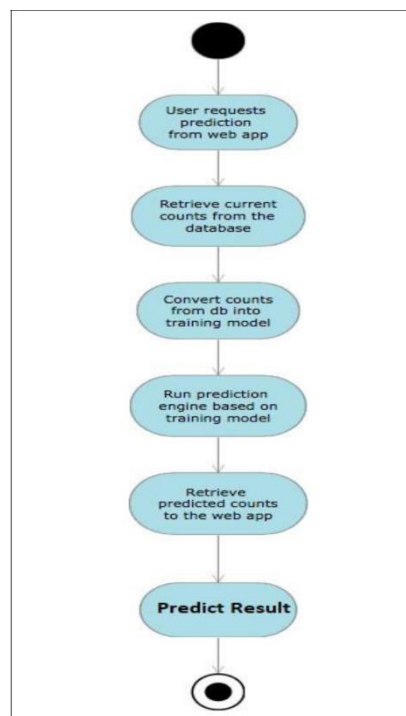 User requests
prediction
from web app
Retrieve current
counts from the
database
Convert counts
from db into
training model
Run prediction
engine based on
training model
Retrieve
predicted counts
to the web app
Predict Result